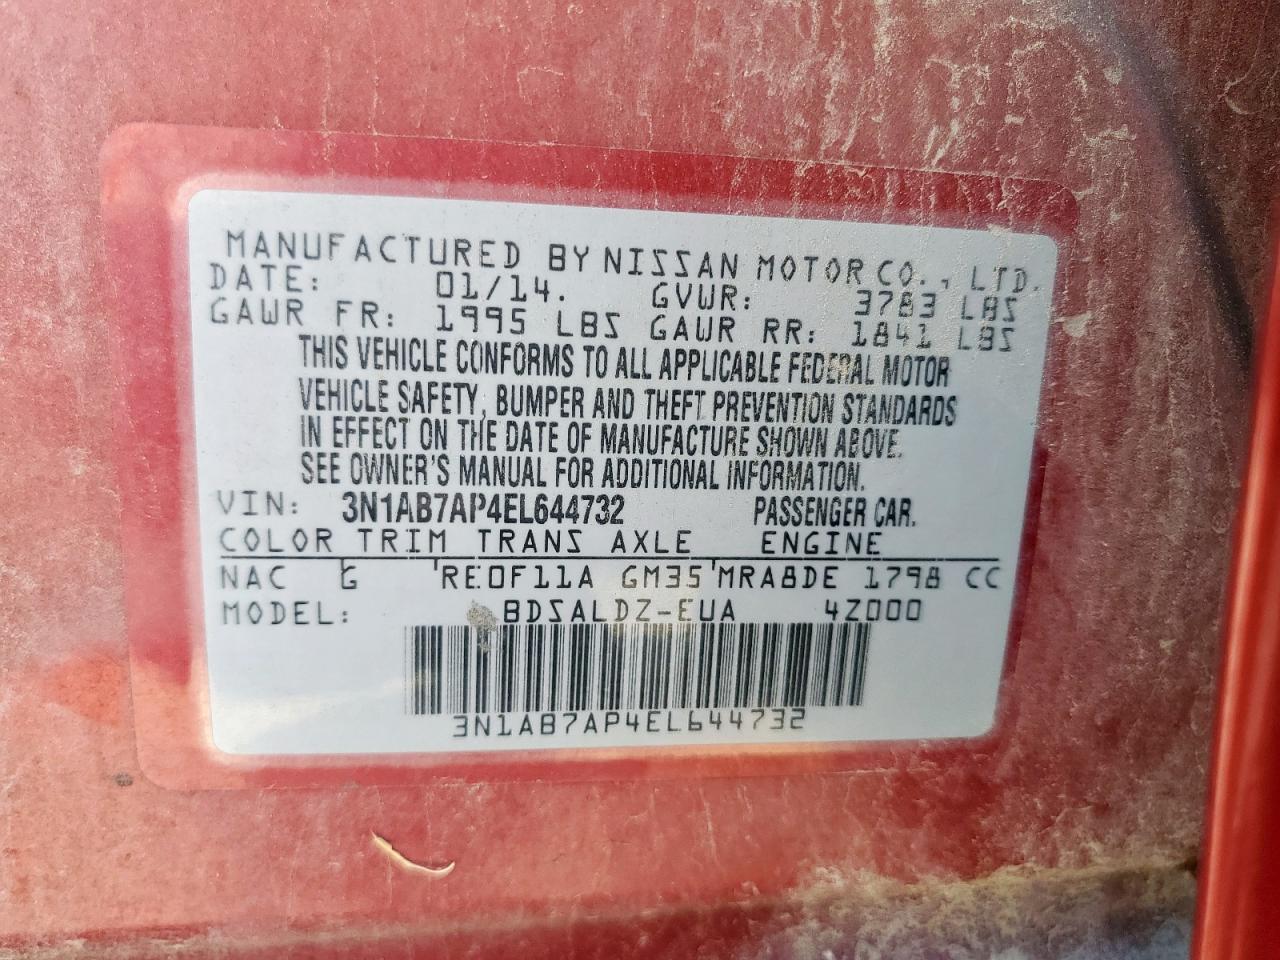 MANUFACTURED BY NISSAN MOTOR CO., LTD.
DATE: 01/14. GVWR: 3783 LBS
GAWR FR: 1995 LBS GAWR RR: 1841 LBS
THIS VEHICLE CONFORMS TO ALL APPLICABLE FEDERAL MOTOR
VEHICLE SAFETY, BUMPER AND THEFT PREVENTION STANDARDS
IN EFFECT ON THE DATE OF MANUFACTURE SHOWN ABOVE.
SEE OWNER'S MANUAL FOR ADDITIONAL INFORMATION.
VIN: 3N1AB7AP4EL644732 PASSENGER CAR.
COLOR TRIM TRANS AXLE ENGINE
NAC G RE0F11A GM35 MRA8DE 1798 CC
MODEL: BDSALDZ-EUA 4Z000
3N1AB7AP4EL644732